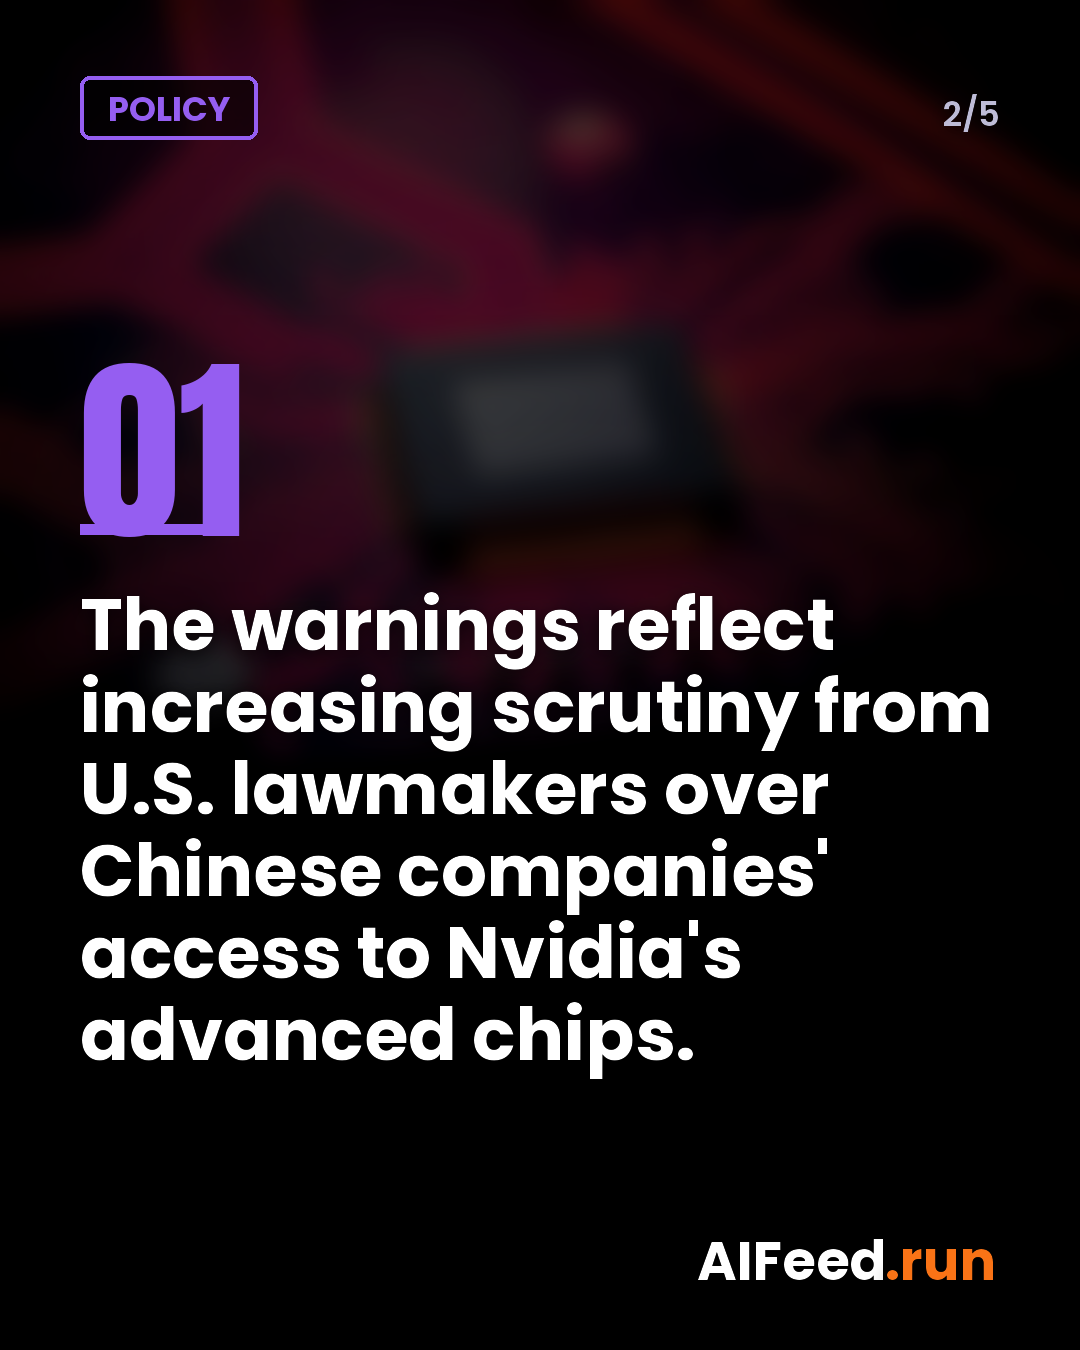 POLICY
2/5
01
The warnings reflect
increasing scrutiny from
U.S. lawmakers over
Chinese companies'
access to Nvidia's
advanced chips.
AIFeed.run